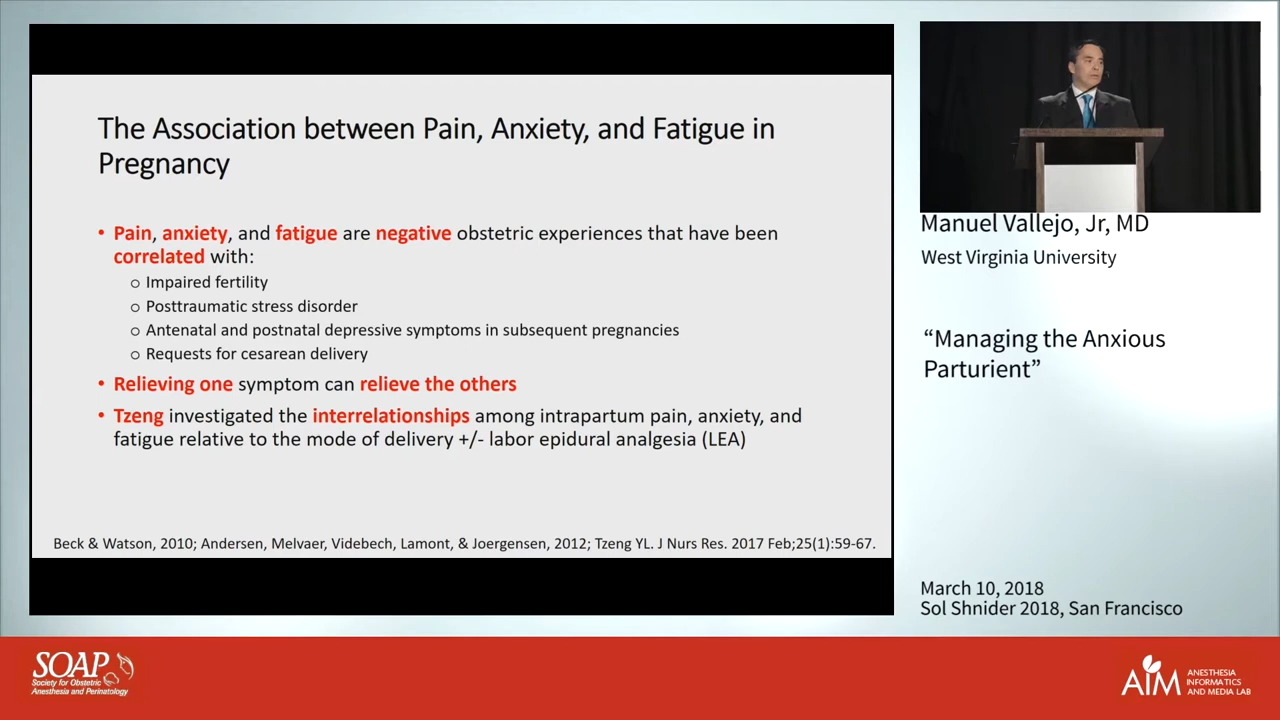 The Association between Pain, Anxiety, and Fatigue in
Pregnancy
• Pain, anxiety, and fatigue are negative obstetric experiences that have been
correlated with:
o Impaired fertility
o Posttraumatic stress disorder
o Antenatal and postnatal depressive symptoms in subsequent pregnancies
o Requests for cesarean delivery
• Relieving one symptom can relieve the others
• Tzeng investigated the interrelationships among intrapartum pain, anxiety, and
fatigue relative to the mode of delivery +/- labor epidural analgesia (LEA)
Beck & Watson, 2010; Andersen, Melvaer, Videbech, Lamont, & Joergensen, 2012; Tzeng YL. J Nurs Res. 2017 Feb;25(1):59-67.
Manuel Vallejo, Jr, MD
West Virginia University
“Managing the Anxious
Parturient”
March 10, 2018
Sol Shnider 2018, San Francisco
SOAP
Society for Obstetric
Anesthesia and Perinatology
AIM
ANESTHESIA
INFORMATICS
AND MEDIA LAB